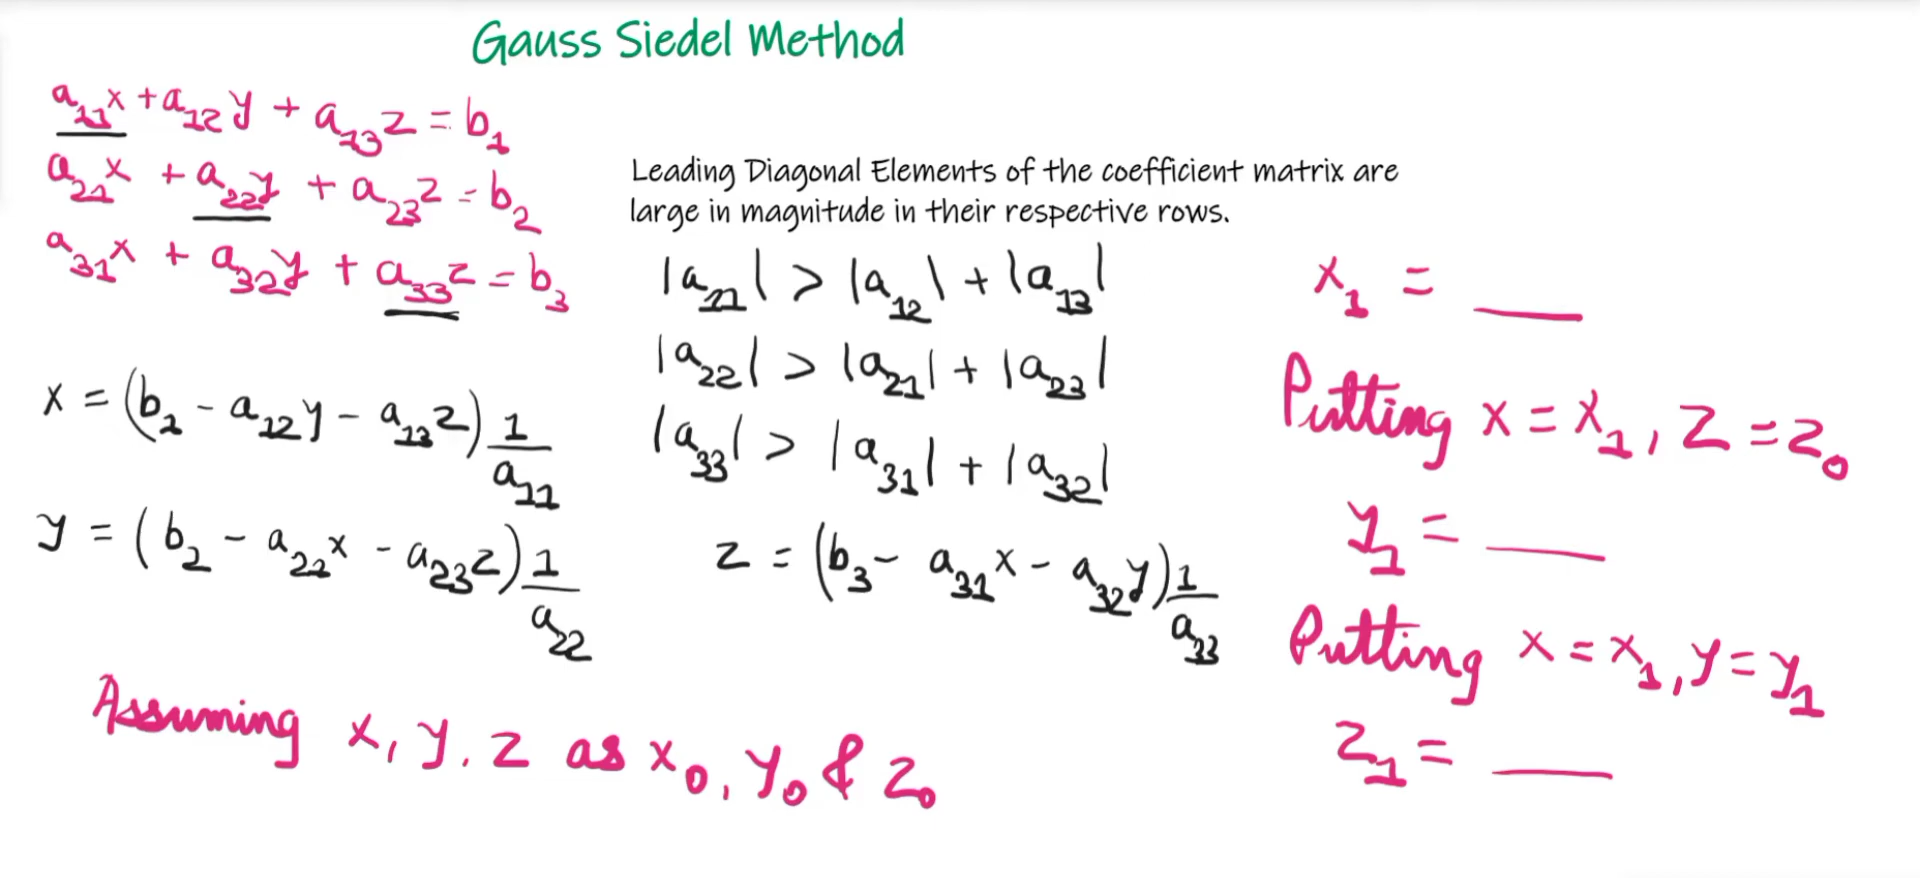 Gauss Siedel Method
a₁₁x + a₁₂y + a₁₃z = b₁
a₂₁x + a₂₂y + a₂₃z = b₂
a₃₁x + a₃₂y + a₃₃z = b₃
x = (b₁ - a₁₂y - a₁₃z) 1/a₁₁
y = (b₂ - a₂₁x - a₂₃z) 1/a₂₂
Leading Diagonal Elements of the coefficient matrix are
large in magnitude in their respective rows.
|a₁₁| > |a₁₂| + |a₁₃|
|a₂₂| > |a₂₁| + |a₂₃|
|a₃₃| > |a₃₁| + |a₃₂|
z = (b₃ - a₃₁x - a₃₂y) 1/a₃₃
Assuming x, y, z as x₀, y₀ & z₀
x₁ = __
Putting x = x₁, z = z₀
y₁ = __
Putting x = x₁, y = y₁
z₁ = __